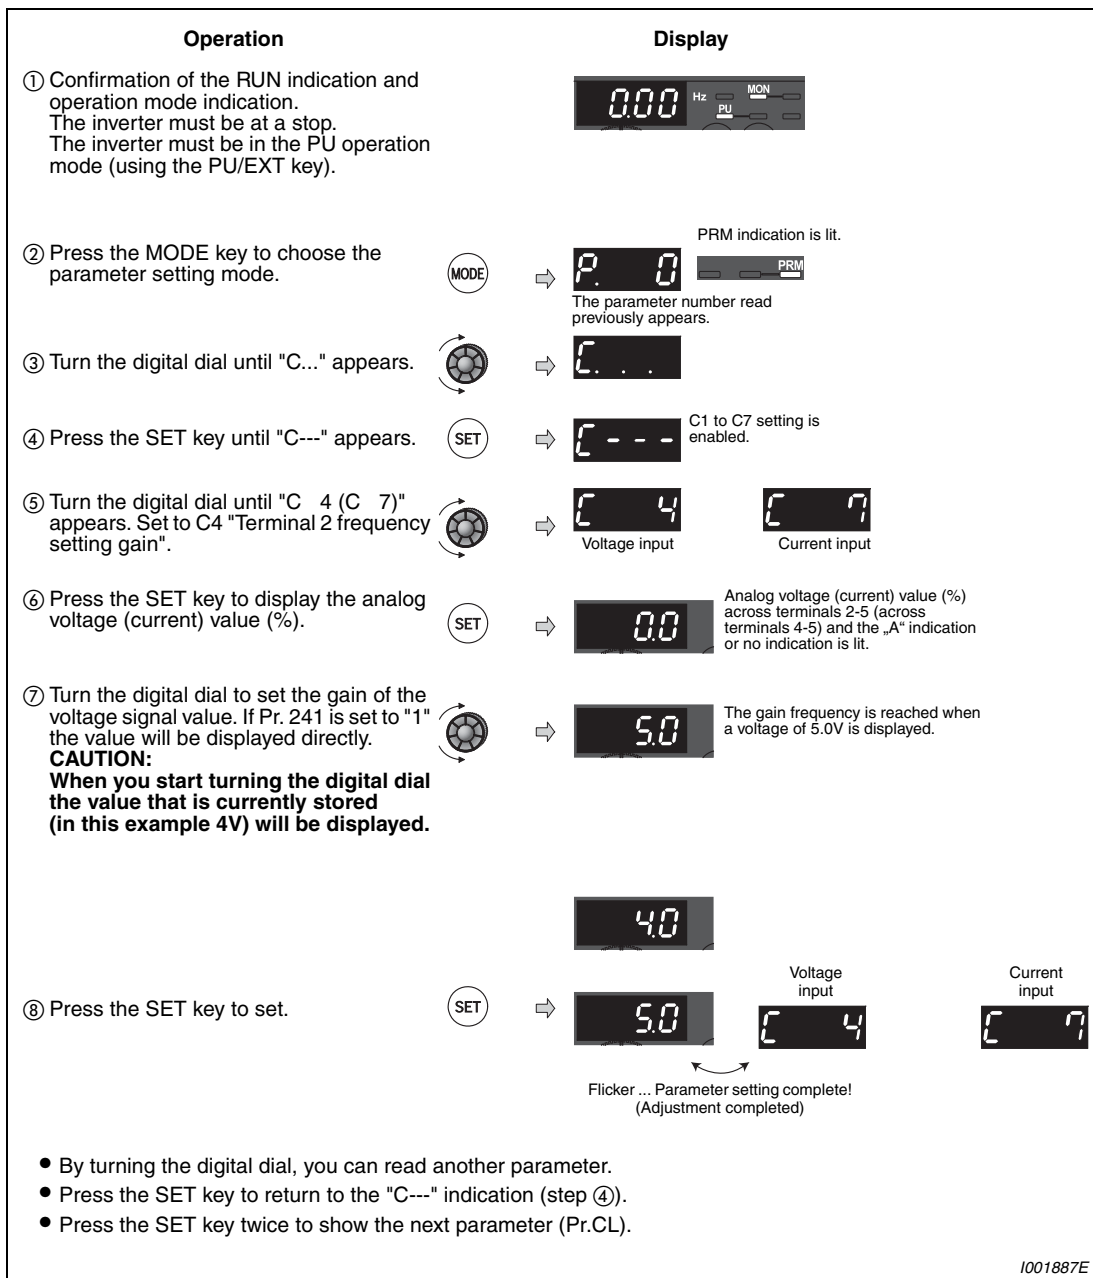 Operation
Display
① Confirmation of the RUN indication and
operation mode indication.
The inverter must be at a stop.
The inverter must be in the PU operation
mode (using the PU/EXT key).
0.00 Hz MON
PU
② Press the MODE key to choose the
parameter setting mode.
MODE
P. 0
PRM indication is lit.
PRM
The parameter number read
previously appears.
③ Turn the digital dial until "C..." appears.
C. . .
④ Press the SET key until "C---" appears.
SET
C - - -
C1 to C7 setting is
enabled.
⑤ Turn the digital dial until "C 4 (C 7)"
appears. Set to C4 "Terminal 2 frequency
setting gain".
C 4
Voltage input
C 7
Current input
⑥ Press the SET key to display the analog
voltage (current) value (%).
SET
0.0
Analog voltage (current) value (%)
across terminals 2-5 (across
terminals 4-5) and the „A“ indication
or no indication is lit.
⑦ Turn the digital dial to set the gain of the
voltage signal value. If Pr. 241 is set to "1"
the value will be displayed directly.
CAUTION:
When you start turning the digital dial
the value that is currently stored
(in this example 4V) will be displayed.
5.0
The gain frequency is reached when
a voltage of 5.0V is displayed.
4.0
⑧ Press the SET key to set.
SET
5.0
Voltage
input
C 4
Current
input
C 7
Flicker ... Parameter setting complete!
(Adjustment completed)
● By turning the digital dial, you can read another parameter.
● Press the SET key to return to the "C---" indication (step ④).
● Press the SET key twice to show the next parameter (Pr.CL).
I001887E